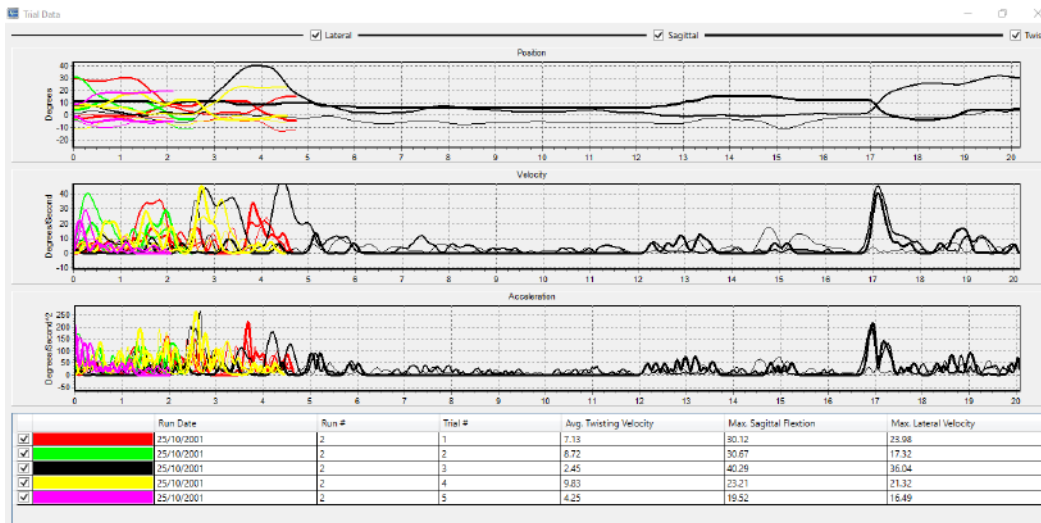 Trial Data
Lateral Sagittal Twis
Position
Degrees
40
30
20
10
0
-10
-20
0 1 2 3 4 5 6 7 8 9 10 11 12 13 14 15 16 17 18 19 20
Velocity
Degrees/Second
40
30
20
10
0
-10
0 1 2 3 4 5 6 7 8 9 10 11 12 13 14 15 16 17 18 19 20
Acceleration
Degrees/Second^2
250
200
150
100
50
0
-50
0 1 2 3 4 5 6 7 8 9 10 11 12 13 14 15 16 17 18 19 20
Run Date Run # Trial # Avg. Twisting Velocity Max. Sagittal Flextion Max. Lateral Velocity
25/10/2001 2 1 7.13 30.12 23.98
25/10/2001 2 2 8.72 30.67 17.32
25/10/2001 2 3 2.45 40.29 36.04
25/10/2001 2 4 9.83 23.21 21.32
25/10/2001 2 5 4.25 19.52 16.49